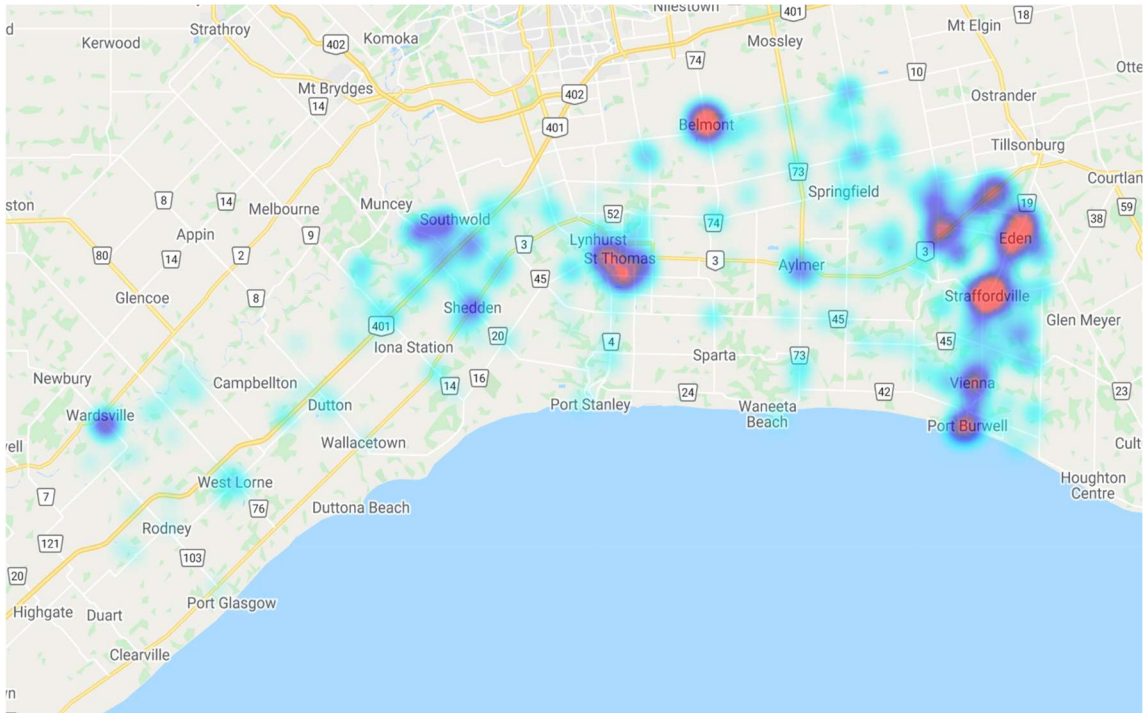 Nilestown
401
18
d
Strathroy
Kerwood
Komoka
402
Mossley
Mt Elgin
74
10
Otte
Mt Brydges
14
402
Ostrander
401
Belmont
Tillsonburg
73
Springfield
Courtlan
8
14
ston
Melbourne
Muncey
Southwold
52
74
19
59
38
Appin
9
3
Lynhurst
St Thomas
3
Eden
3
80
14
2
45
Aylmer
Glencoe
8
Shedden
Straffordville
401
20
45
Glen Meyer
Iona Station
4
45
Sparta
73
Newbury
Campbellton
14
16
Vienna
24
42
23
Wardsville
Dutton
Port Stanley
Waneeta
Beach
Port Burwell
ell
Wallacetown
Cult
West Lorne
Houghton
Centre
7
76
Duttona Beach
Rodney
121
103
20
Highgate
Duart
Port Glasgow
Clearville
n